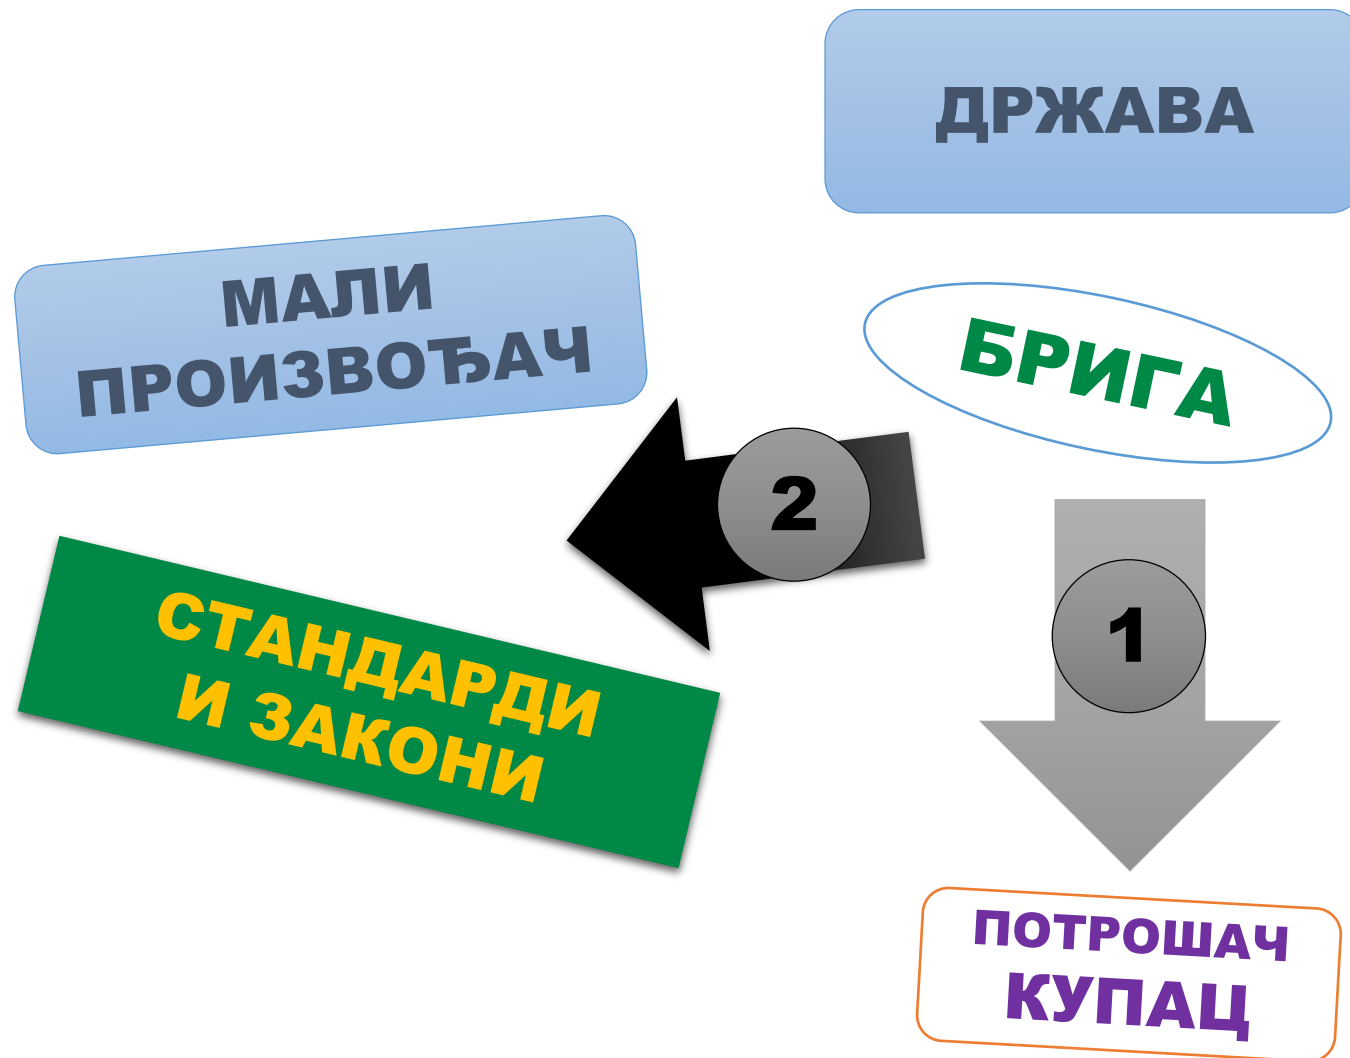 ДРЖАВА
МАЛИ
ПРОИЗВОЂАЧ
БРИГА
2
1
СТАНДАРДИ
И ЗАКОНИ
ПОТРОШАЧ
КУПАЦ